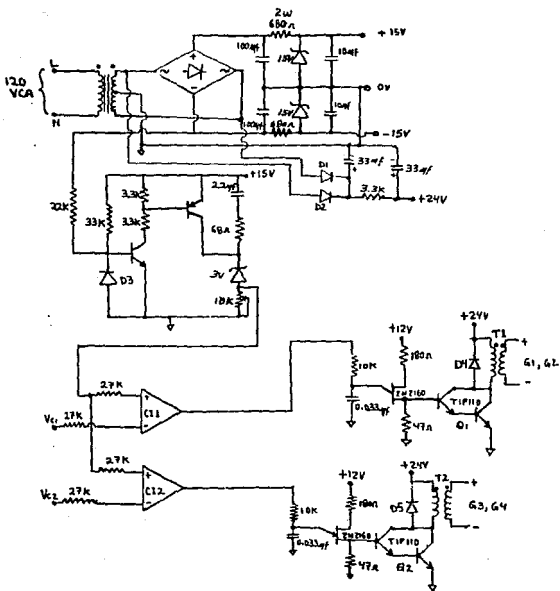 2W
680Ω
+15V
L
120
VCA
N
100μf
15V
10μf
0V
100μf
15V
10μf
680Ω
-15V
33μf
33μf
D1
D2
3.3K
+24V
+15V
22K
33K
3.3K
3.3K
2.2μf
68Ω
3V
D3
10K
+24V
T1
+12V
+
180Ω
D4
G1, G2
-
10K
2N2160
TIP110
0.033μf
47Ω
Q1
27K
+
CI1
-
Vc1
27K
27K
+
CI2
-
Vc2
27K
+12V
+24V
T2
+
180Ω
D5
G3, G4
-
10K
2N2160
TIP110
0.033μf
47Ω
Q2